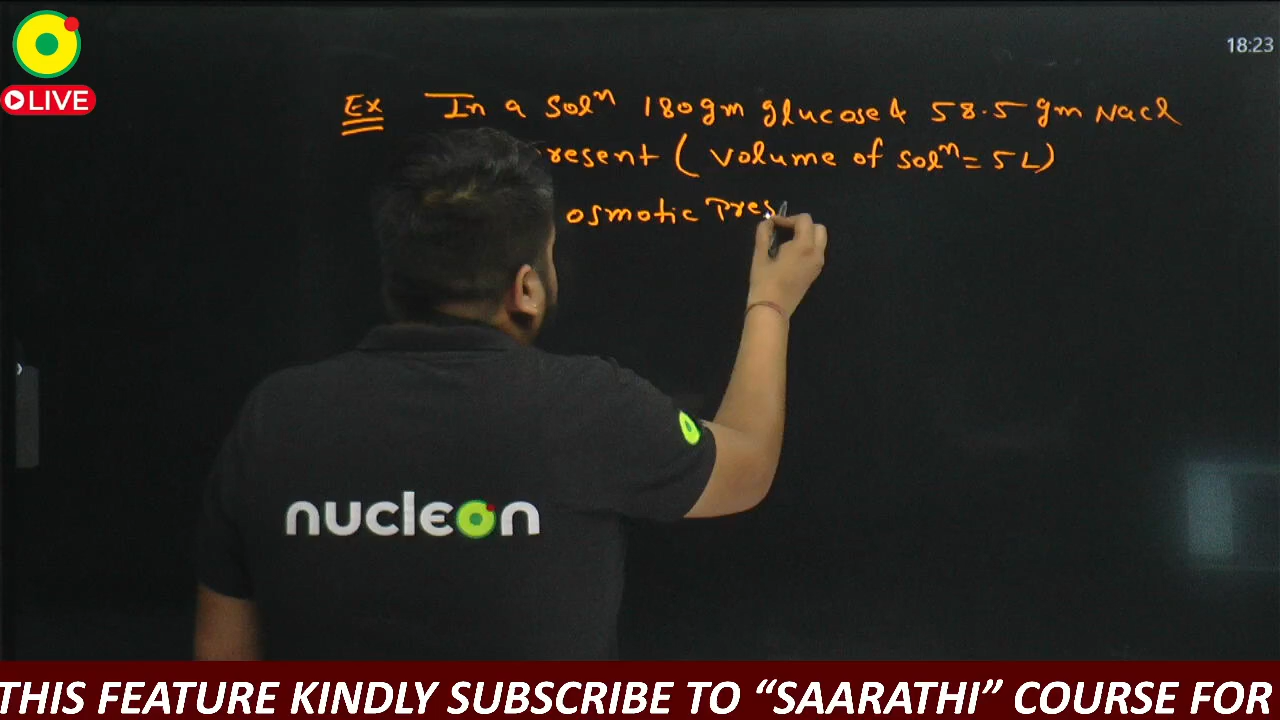 LIVE
18:23
Ex In a solⁿ 180gm glucose & 58.5 gm Nacl
resent ( volume of solⁿ = 5L)
osmotic Pres
nucleon
THIS FEATURE KINDLY SUBSCRIBE TO “SAARATHI” COURSE FOR